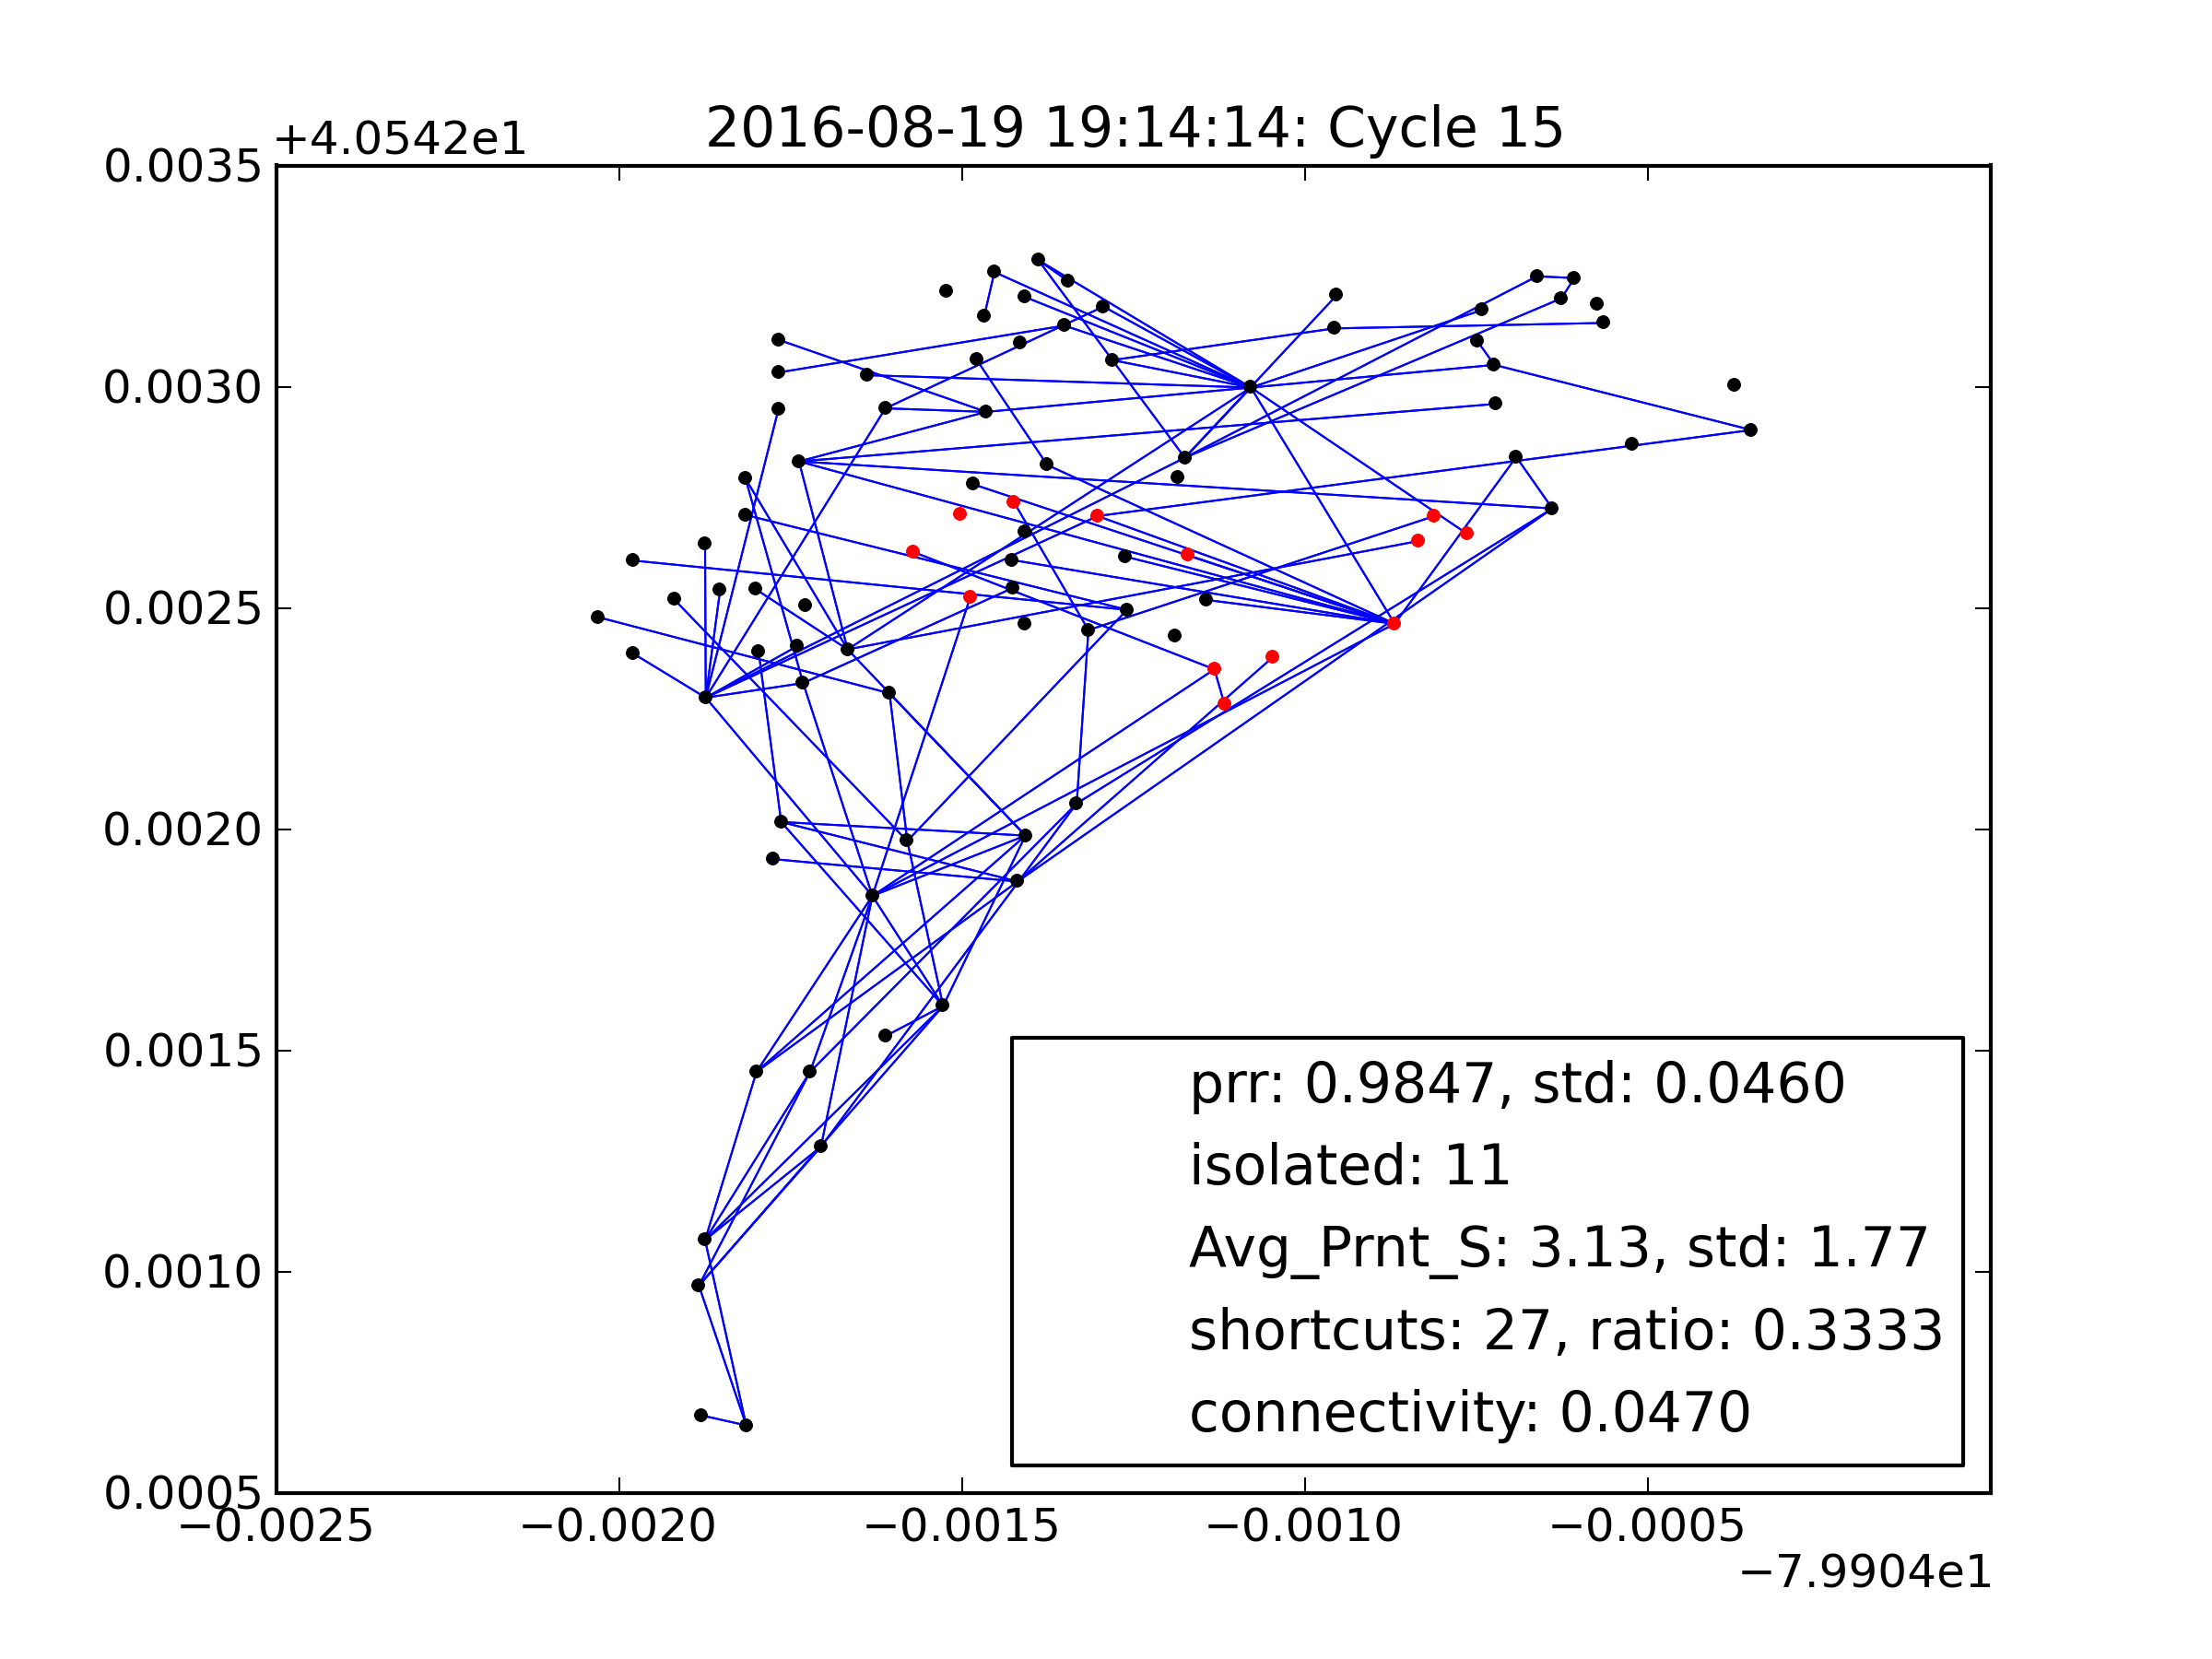 2016-08-19 19:14:14: Cycle 15
+4.0542e1
0.0035
0.0030
0.0025
0.0020
0.0015
0.0010
0.0005
prr: 0.9847, std: 0.0460
isolated: 11
Avg_Prnt_S: 3.13, std: 1.77
shortcuts: 27, ratio: 0.3333
connectivity: 0.0470
−0.0025 −0.0020 −0.0015 −0.0010 −0.0005
−7.9904e1